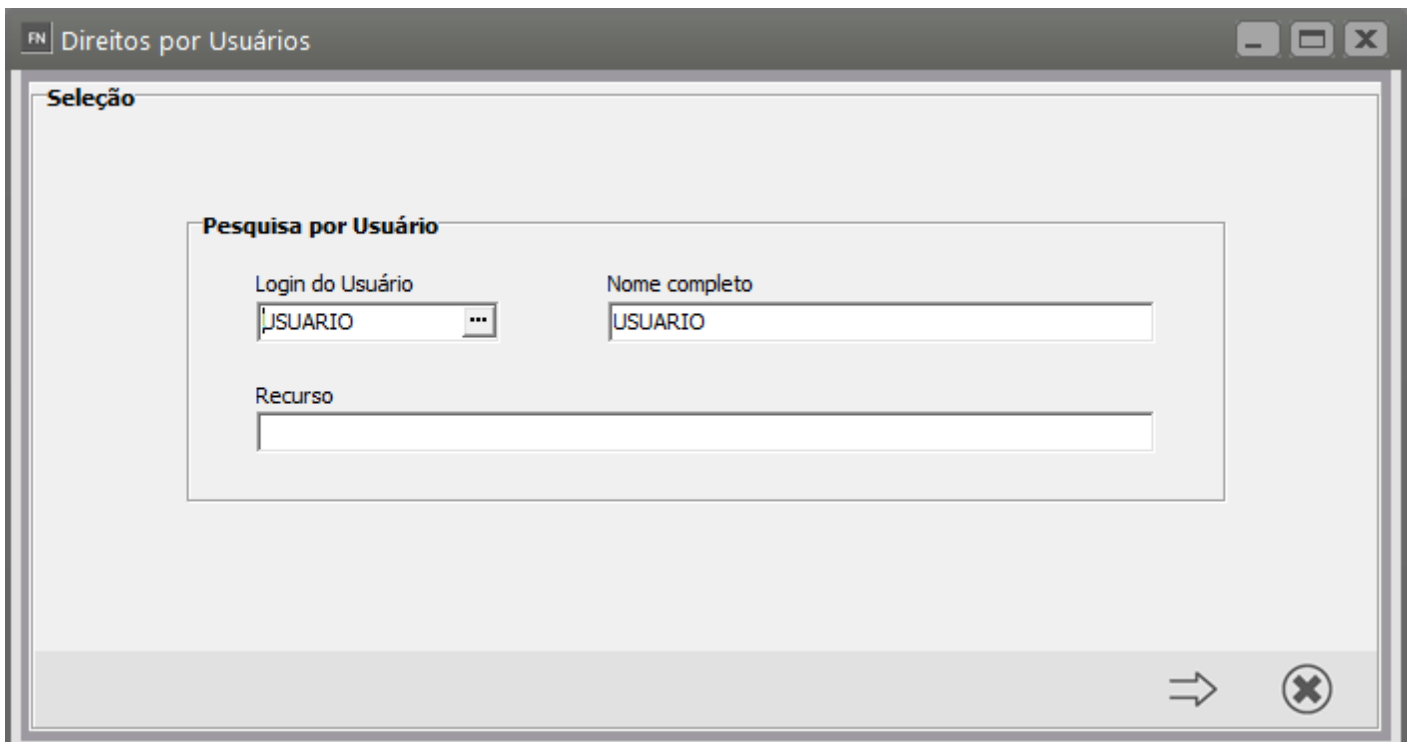 FN Direitos por Usuários
Seleção
Pesquisa por Usuário
Login do Usuário
Nome completo
USUARIO ...
USUARIO
Recurso